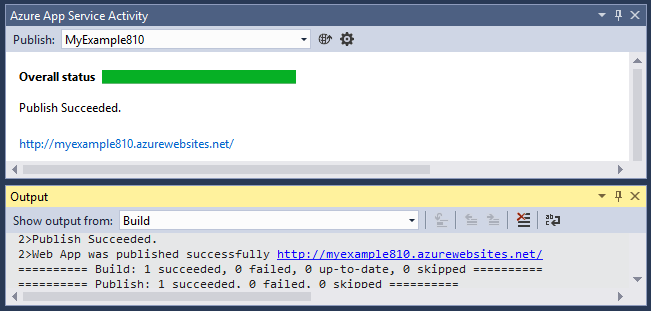 Azure App Service Activity
Publish: MyExample810
Overall status
Publish Succeeded.
http://myexample810.azurewebsites.net/
Output
Show output from: Build
2>Publish Succeeded.
2>Web App was published successfully http://myexample810.azurewebsites.net/
========== Build: 1 succeeded, 0 failed, 0 up-to-date, 0 skipped ==========
========== Publish: 1 succeeded, 0 failed, 0 skipped ==========